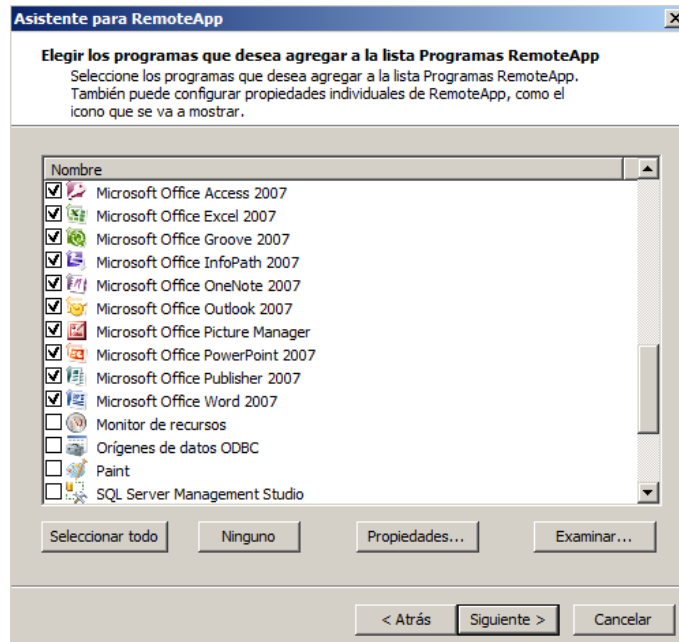 Asistente para RemoteApp
Elegir los programas que desea agregar a la lista Programas RemoteApp
Seleccione los programas que desea agregar a la lista Programas RemoteApp.
También puede configurar propiedades individuales de RemoteApp, como el
icono que se va a mostrar.
Nombre
Microsoft Office Access 2007
Microsoft Office Excel 2007
Microsoft Office Groove 2007
Microsoft Office InfoPath 2007
Microsoft Office OneNote 2007
Microsoft Office Outlook 2007
Microsoft Office Picture Manager
Microsoft Office PowerPoint 2007
Microsoft Office Publisher 2007
Microsoft Office Word 2007
Monitor de recursos
Orígenes de datos ODBC
Paint
SQL Server Management Studio
Seleccionar todo Ninguno Propiedades... Examinar...
< Atrás Siguiente > Cancelar